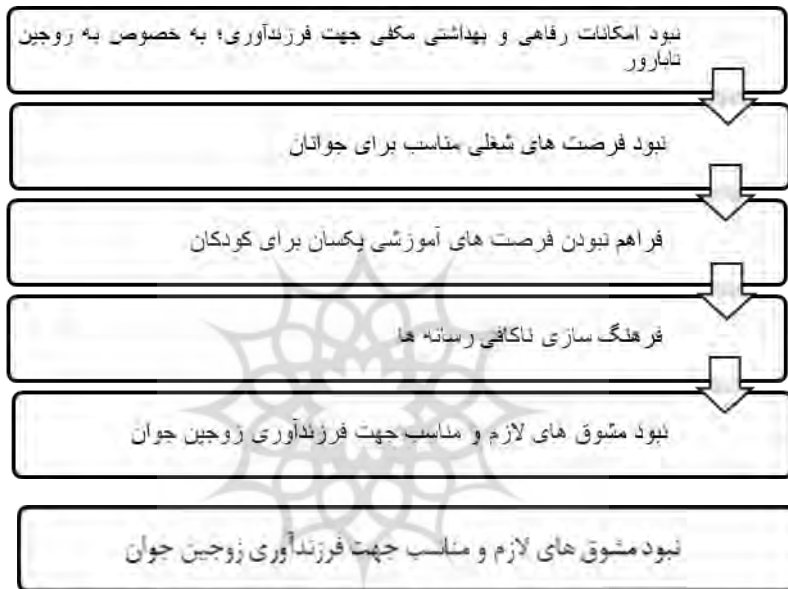 نبود امکانات رفاهی و بهداشتی مکفی جهت فرزندآوری؛ به خصوص به زوجین
نابارور
نبود فرصت های شغلی مناسب برای جوانان
فراهم نبودن فرصت های آموزشی یکسان برای کودکان
فرهنگ سازی ناکافی رسانه ها
نبود مشوق های لازم و مناسب جهت فرزندآوری زوجین جوان
نبود مشوق های لازم و مناسب جهت فرزندآوری زوجین جوان